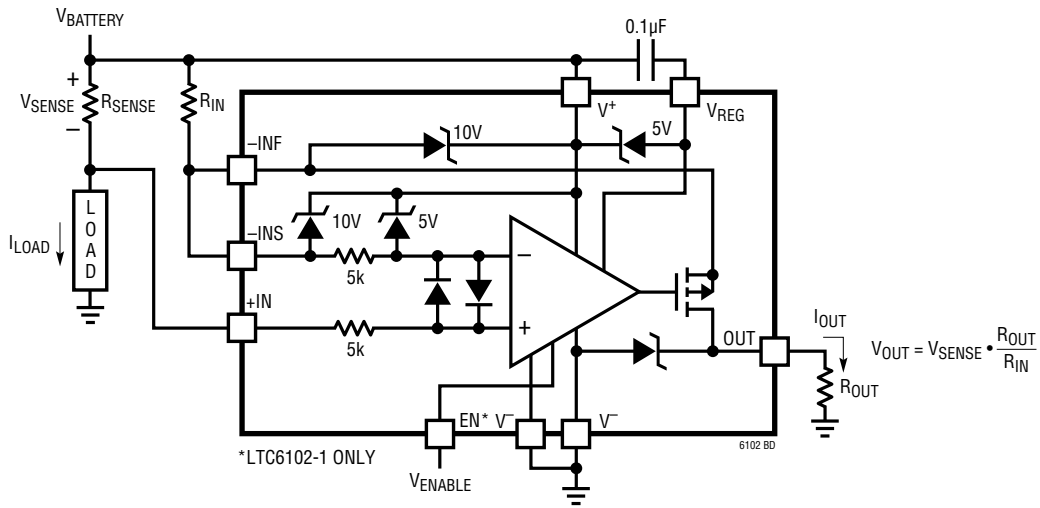 VBATTERY
0.1µF
+
VSENSE
RSENSE
–
RIN
V+
VREG
–INF
10V
5V
–INS
10V
5V
5k
–
+
LOAD
ILOAD
+IN
5k
OUT
IOUT
VOUT = VSENSE • ROUT/RIN
ROUT
EN* V–
V–
6102 BD
*LTC6102-1 ONLY
VENABLE